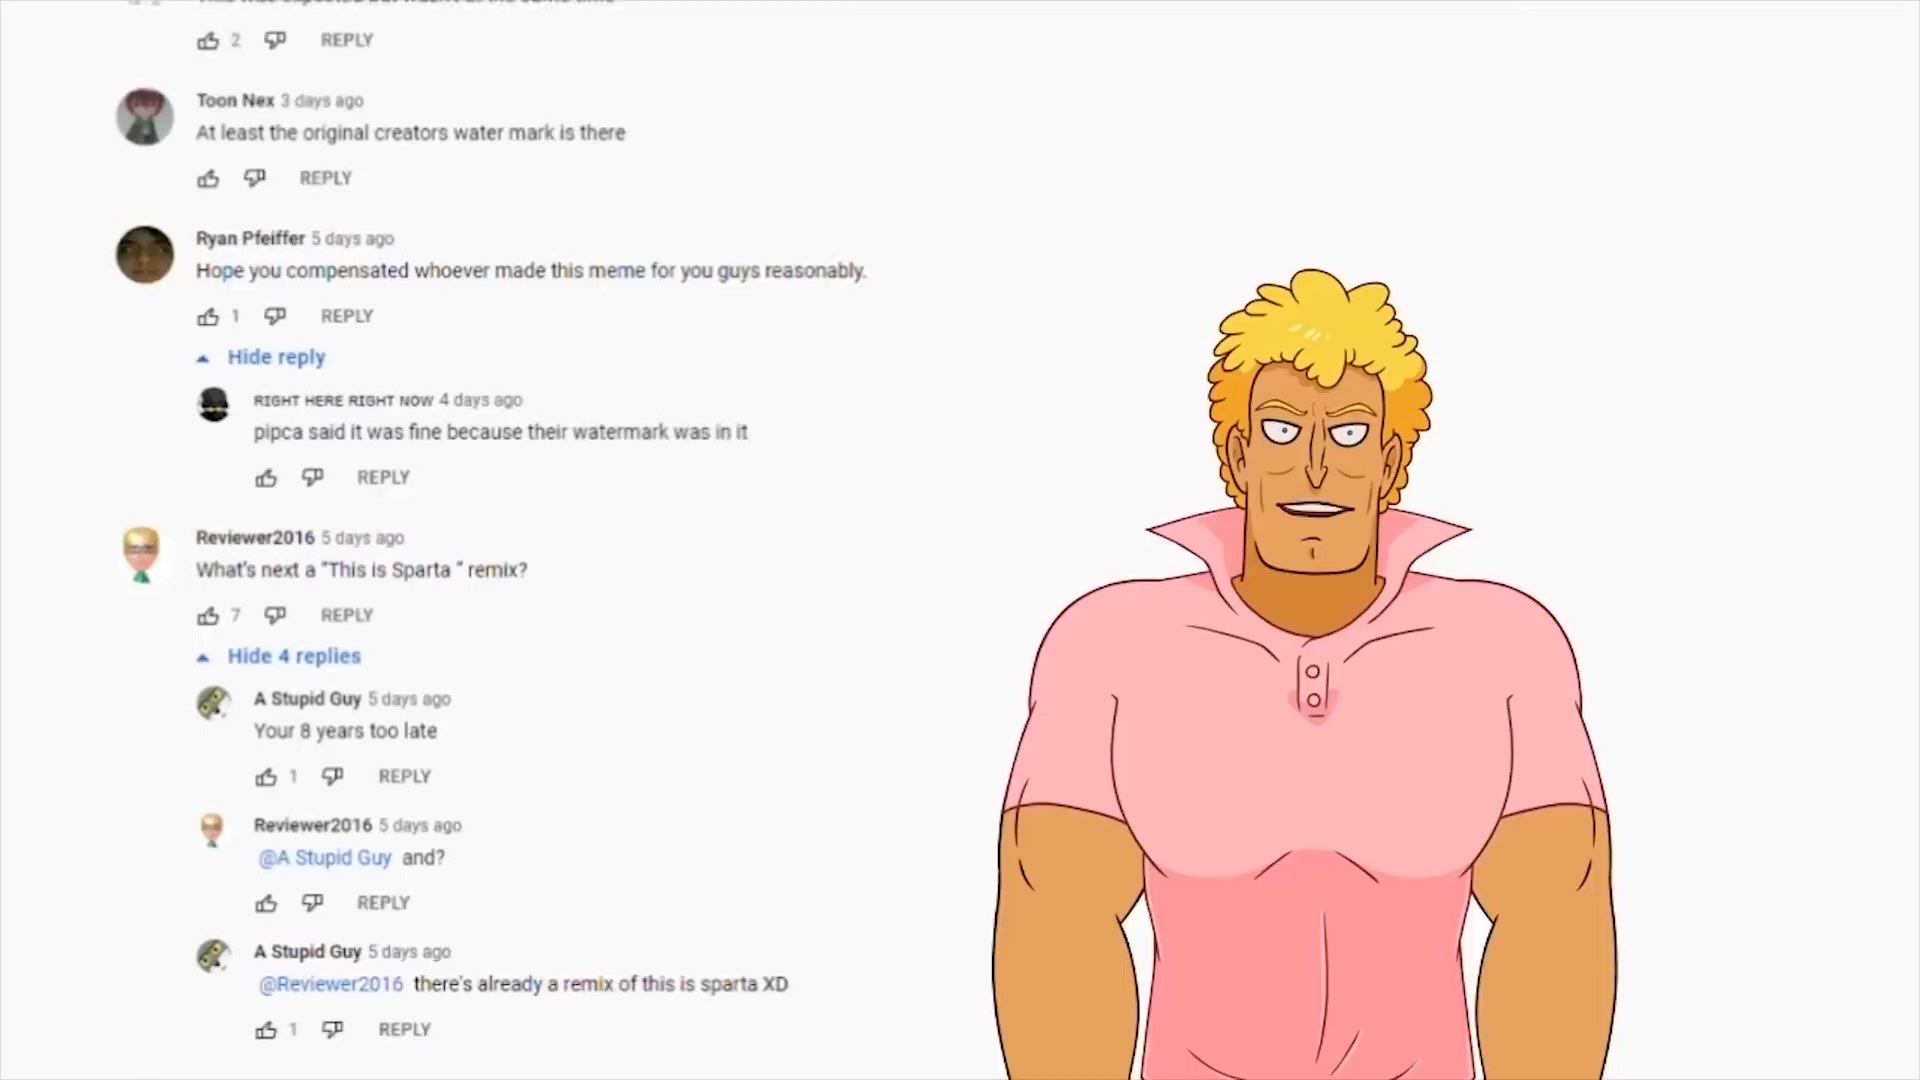 2 REPLY
Toon Nex 3 days ago
At least the original creators water mark is there
REPLY
Ryan Pfeiffer 5 days ago
Hope you compensated whoever made this meme for you guys reasonably.
1 REPLY
Hide reply
ʀɪɢʜᴛ ʜᴇʀᴇ ʀɪɢʜᴛ ɴᴏᴡ 4 days ago
pipca said it was fine because their watermark was in it
REPLY
Reviewer2016 5 days ago
What's next a "This is Sparta " remix?
7 REPLY
Hide 4 replies
A Stupid Guy 5 days ago
Your 8 years too late
1 REPLY
Reviewer2016 5 days ago
@A Stupid Guy and?
REPLY
A Stupid Guy 5 days ago
@Reviewer2016 there's already a remix of this is sparta XD
1 REPLY